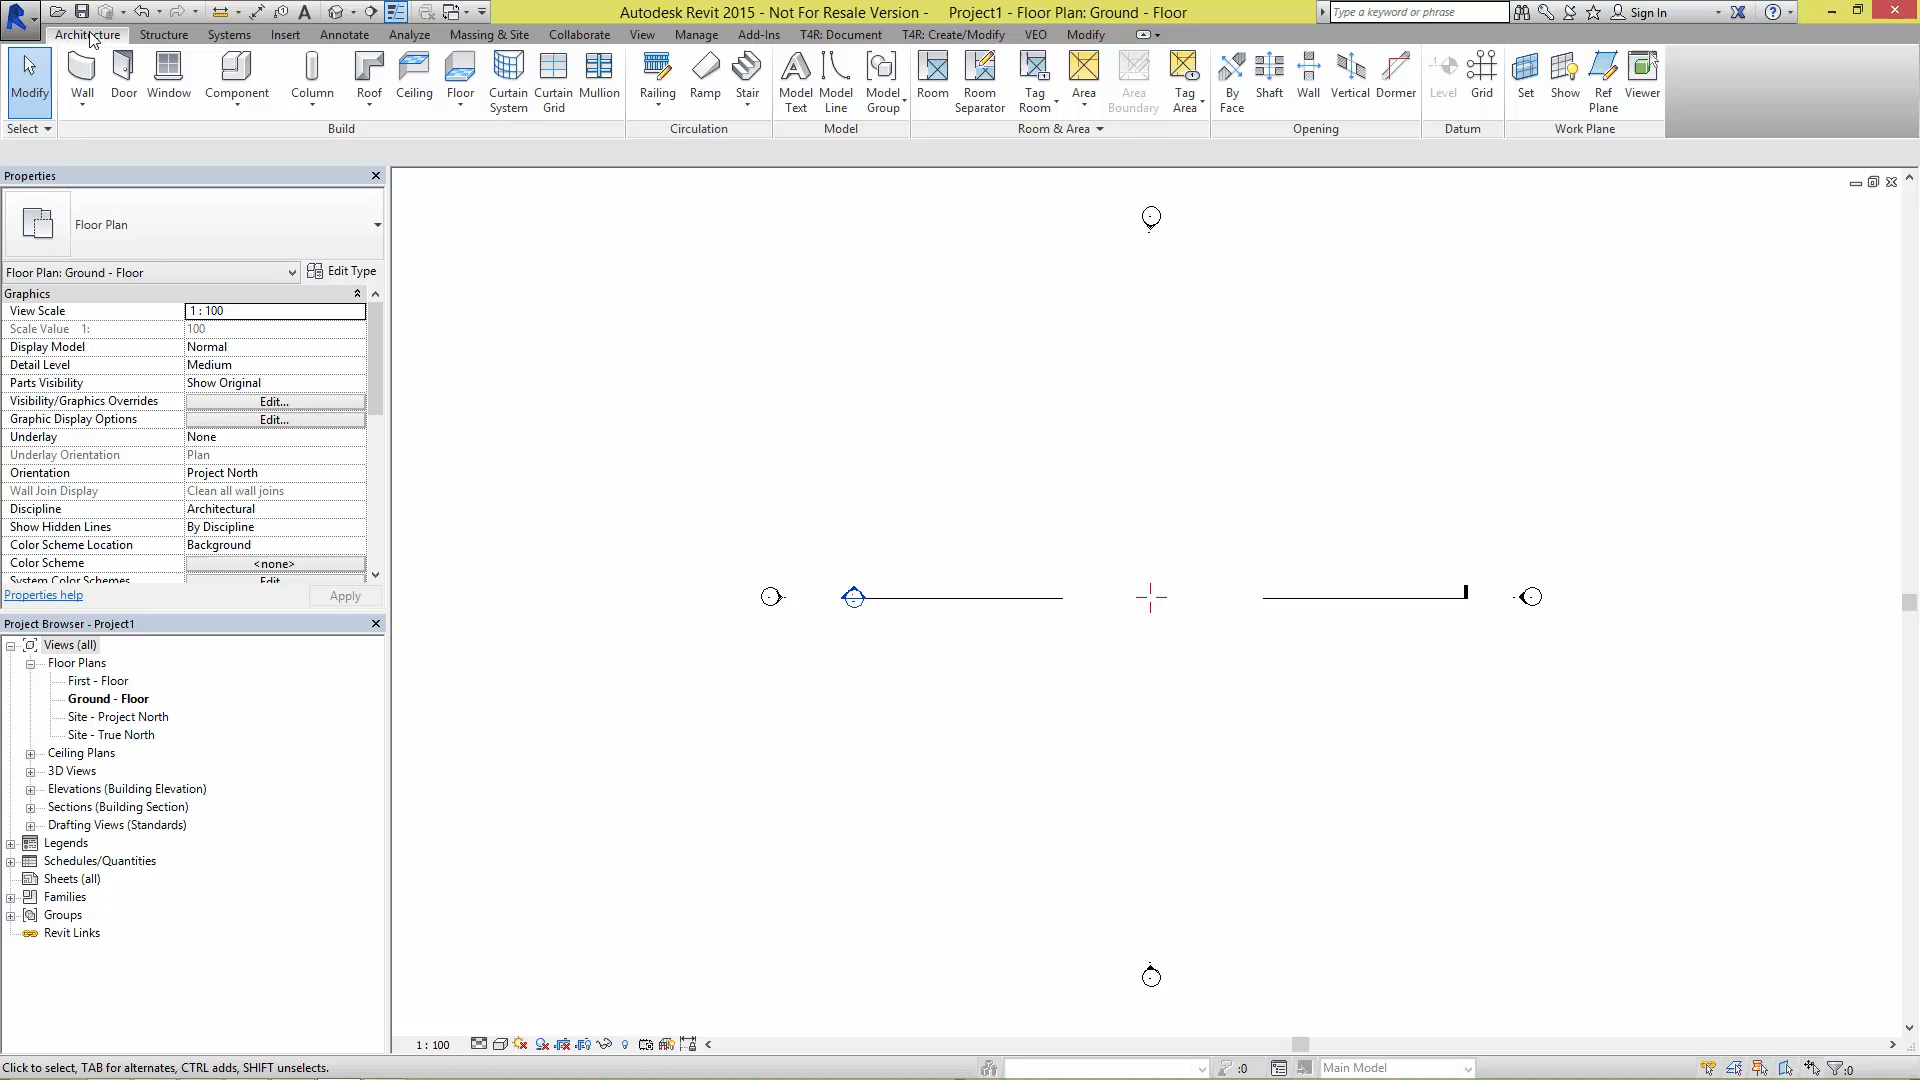 Autodesk Revit 2015 - Not For Resale Version - Project1 - Floor Plan: Ground - Floor
Type a keyword or phrase
Sign In
Architecture Structure Systems Insert Annotate Analyze Massing & Site Collaborate View Manage Add-Ins T4R: Document T4R: Create/Modify VEO Modify
Modify Wall Door Window Component Column Roof Ceiling Floor Curtain System Curtain Grid Mullion Railing Ramp Stair Model Text Model Line Model Group Room Room Separator Tag Room Area Area Boundary Tag Area By Face Shaft Wall Vertical Dormer Level Grid Set Show Ref Plane Viewer
Select Build Circulation Model Room & Area Opening Datum Work Plane
Properties
Floor Plan
Floor Plan: Ground - Floor Edit Type
Graphics
View Scale 1 : 100
Scale Value 1: 100
Display Model Normal
Detail Level Medium
Parts Visibility Show Original
Visibility/Graphics Overrides Edit...
Graphic Display Options Edit...
Underlay None
Underlay Orientation Plan
Orientation Project North
Wall Join Display Clean all wall joins
Discipline Architectural
Show Hidden Lines By Discipline
Color Scheme Location Background
Color Scheme <none>
System Color Schemes Edit
Properties help Apply
Project Browser - Project1
Views (all)
Floor Plans
First - Floor
Ground - Floor
Site - Project North
Site - True North
Ceiling Plans
3D Views
Elevations (Building Elevation)
Sections (Building Section)
Drafting Views (Standards)
Legends
Schedules/Quantities
Sheets (all)
Families
Groups
Revit Links
1 : 100
Click to select, TAB for alternates, CTRL adds, SHIFT unselects. :0 Main Model :0